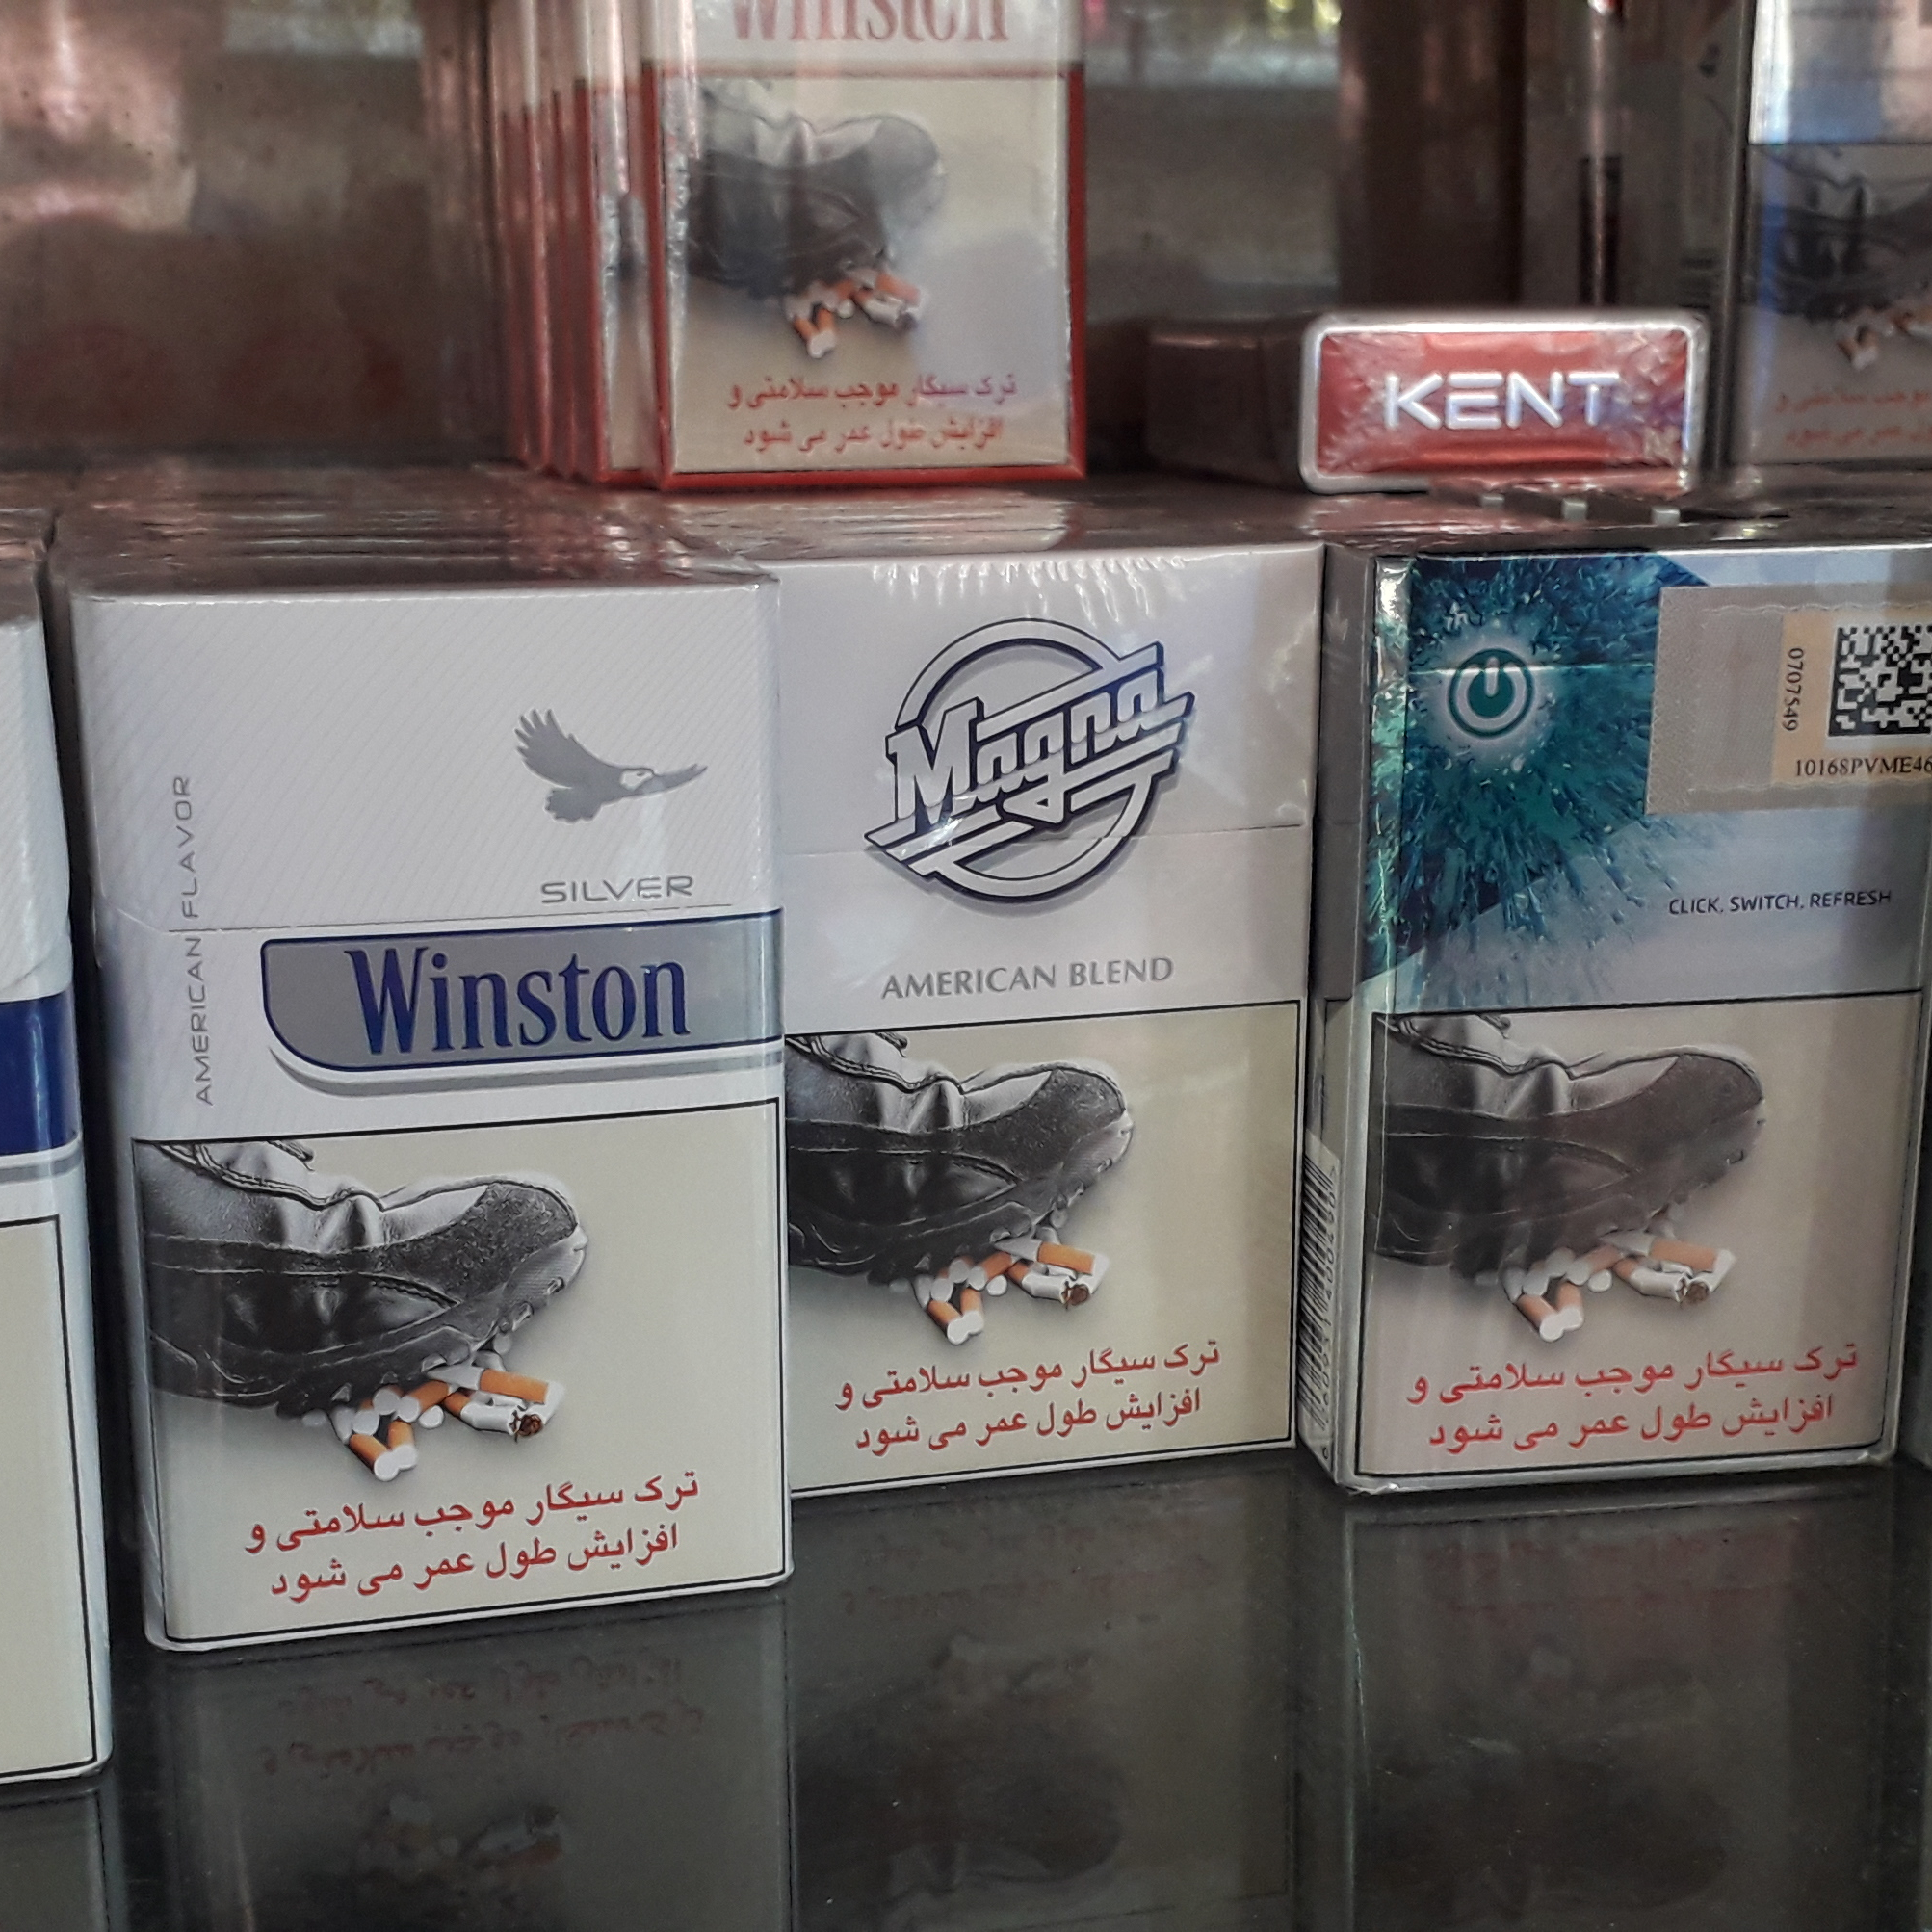 Winston
ترک سیگار موجب سلامتی و
افزایش طول عمر می شود
KENT
AMERICAN FLAVOR
SILVER
Winston
ترک سیگار موجب سلامتی و
افزایش طول عمر می شود
Magna
AMERICAN BLEND
ترک سیگار موجب سلامتی و
افزایش طول عمر می شود
0707549
10168PVME46
CLICK. SWITCH. REFRESH
ترک سیگار موجب سلامتی و
افزایش طول عمر می شود